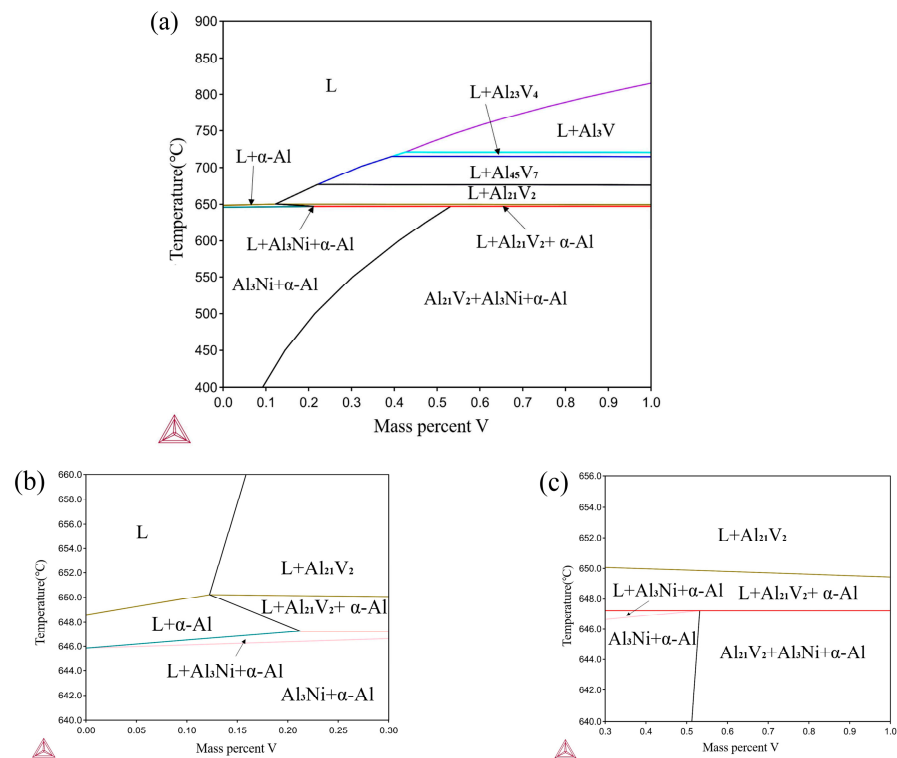 (a)
900
850
800
750
700
650
600
550
500
450
400
Temperature(°C)
L
L+Al₂₃V₄
L+Al₃V
L+α-Al
L+Al₄₅V₇
L+Al₂₁V₂
L+Al₃Ni+α-Al
L+Al₂₁V₂+ α-Al
Al₃Ni+α-Al
Al₂₁V₂+Al₃Ni+α-Al
0.0 0.1 0.2 0.3 0.4 0.5 0.6 0.7 0.8 0.9 1.0
Mass percent V
(b)
660.0
650.0
656.0
654.0
652.0
660.0
648.0
646.0
644.0
642.0
640.0
Temperature(°C)
L
L+Al₂₁V₂
L+Al₂₁V₂+ α-Al
L+α-Al
L+Al₃Ni+α-Al
Al₃Ni+α-Al
0.00 0.05 0.10 0.15 0.20 0.25 0.30
Mass percent V
(c)
656.0
654.0
652.0
650.0
648.0
646.0
644.0
642.0
640.0
Temperature(°C)
L+Al₂₁V₂
L+Al₃Ni+α-Al
L+Al₂₁V₂+ α-Al
Al₃Ni+α-Al
Al₂₁V₂+Al₃Ni+α-Al
0.3 0.4 0.5 0.6 0.7 0.8 0.9 1.0
Mass percent V